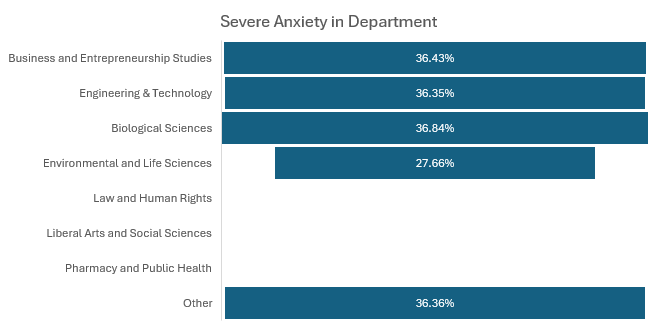 Severe Anxiety in Department
Business and Entrepreneurship Studies
36.43%
Engineering & Technology
36.35%
Biological Sciences
36.84%
Environmental and Life Sciences
27.66%
Law and Human Rights
Liberal Arts and Social Sciences
Pharmacy and Public Health
Other
36.36%